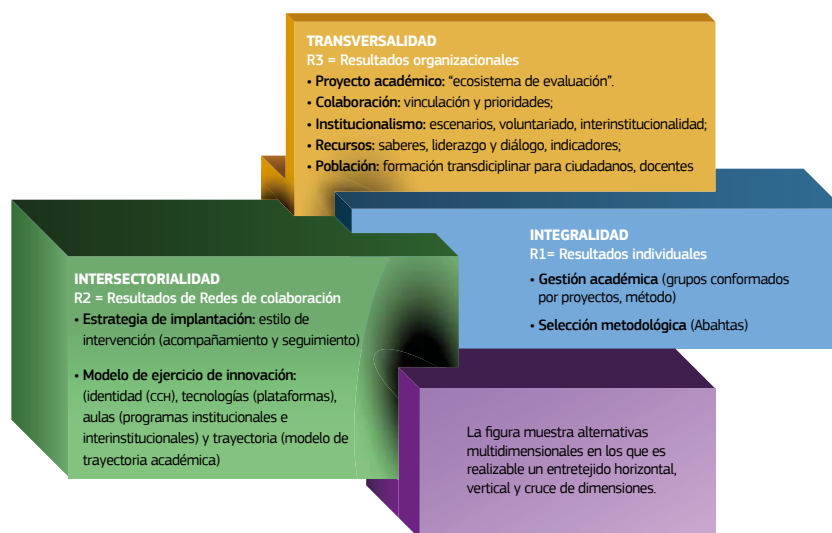 TRANSVERSALIDAD
R3 = Resultados organizacionales
• Proyecto académico: “ecosistema de evaluación”.
• Colaboración: vinculación y prioridades;
• Institucionalismo: escenarios, voluntariado, interinstitucionalidad;
• Recursos: saberes, liderazgo y diálogo, indicadores;
• Población: formación transdiciplinar para ciudadanos, docentes
INTEGRALIDAD
R1= Resultados individuales
• Gestión académica (grupos conformados
por proyectos, método)
• Selección metodológica (Abahtas)
INTERSECTORIALIDAD
R2 = Resultados de Redes de colaboración
• Estrategia de implantación: estilo de
intervención (acompañamiento y seguimiento)
• Modelo de ejercicio de innovación:
(identidad (CCH), tecnologías (plataformas),
aulas (programas institucionales e
interinstitucionales) y trayectoria (modelo de
trayectoria académica)
La figura muestra alternativas
multidimensionales en los que es
realizable un entretejido horizontal,
vertical y cruce de dimensiones.